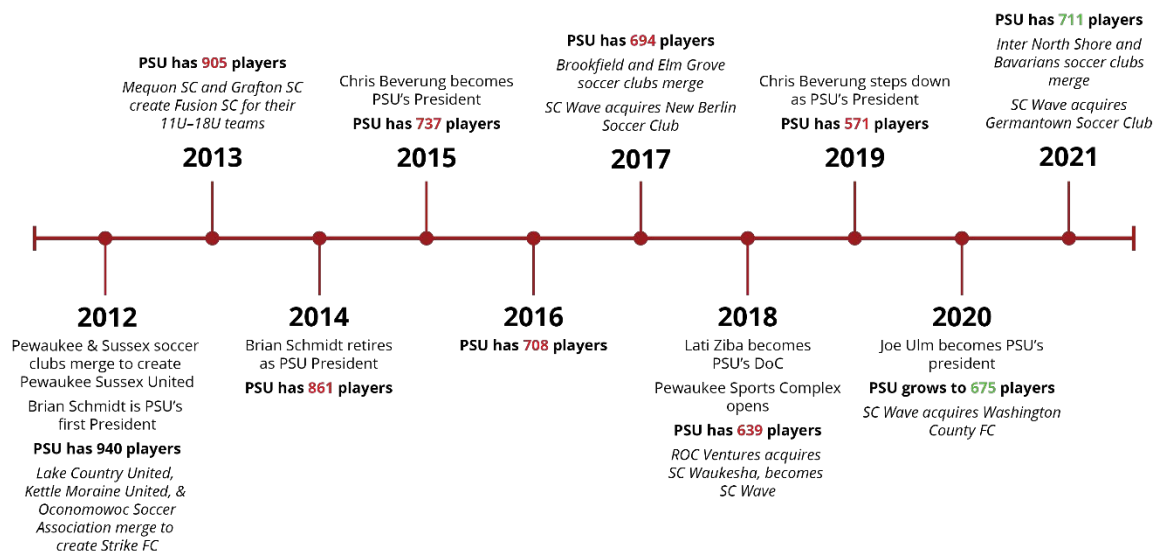 PSU has 905 players
Mequon SC and Grafton SC
create Fusion SC for their
11U–18U teams
2013
Chris Beverung becomes
PSU's President
PSU has 737 players
2015
PSU has 694 players
Brookfield and Elm Grove
soccer clubs merge
SC Wave acquires New Berlin
Soccer Club
2017
Chris Beverung steps down
as PSU's President
PSU has 571 players
2019
PSU has 711 players
Inter North Shore and
Bavarians soccer clubs
merge
SC Wave acquires
Germantown Soccer Club
2021
2012
Pewaukee & Sussex soccer
clubs merge to create
Pewaukee Sussex United
Brian Schmidt is PSU's
first President
PSU has 940 players
Lake Country United,
Kettle Moraine United, &
Oconomowoc Soccer
Association merge to
create Strike FC
2014
Brian Schmidt retires
as PSU President
PSU has 861 players
2016
PSU has 708 players
2018
Lati Ziba becomes
PSU's DoC
Pewaukee Sports Complex
opens
PSU has 639 players
ROC Ventures acquires
SC Waukesha, becomes
SC Wave
2020
Joe Ulm becomes PSU's
president
PSU grows to 675 players
SC Wave acquires Washington
County FC